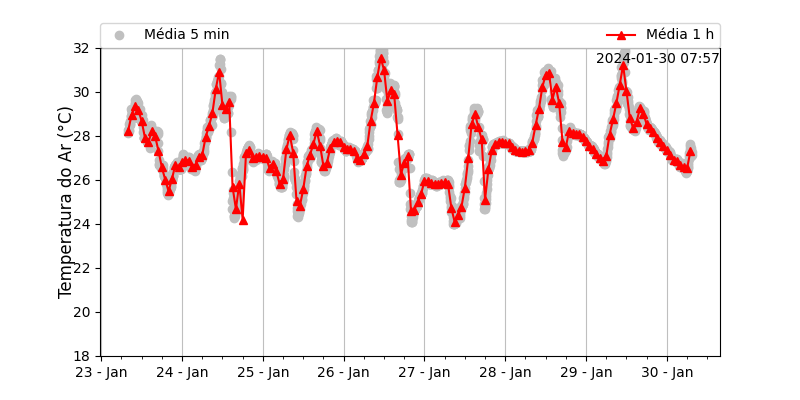 Média 5 min
Média 1 h
2024-01-30 07:57
Temperatura do Ar (°C)
32
30
28
26
24
22
20
18
23 - Jan
24 - Jan
25 - Jan
26 - Jan
27 - Jan
28 - Jan
29 - Jan
30 - Jan